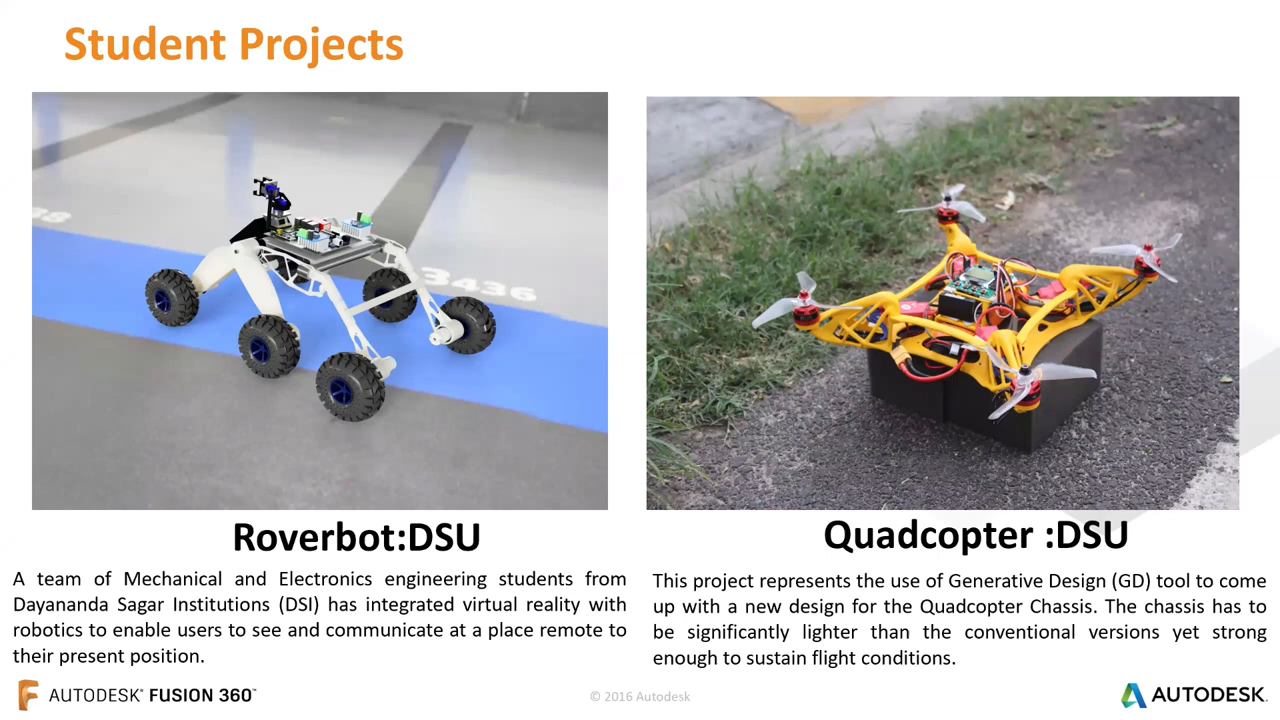 Student Projects
38
3436
Roverbot:DSU
A team of Mechanical and Electronics engineering students from
Dayananda Sagar Institutions (DSI) has integrated virtual reality with
robotics to enable users to see and communicate at a place remote to
their present position.
Quadcopter :DSU
This project represents the use of Generative Design (GD) tool to come
up with a new design for the Quadcopter Chassis. The chassis has to
be significantly lighter than the conventional versions yet strong
enough to sustain flight conditions.
AUTODESK® FUSION 360™
© 2016 Autodesk
AUTODESK.